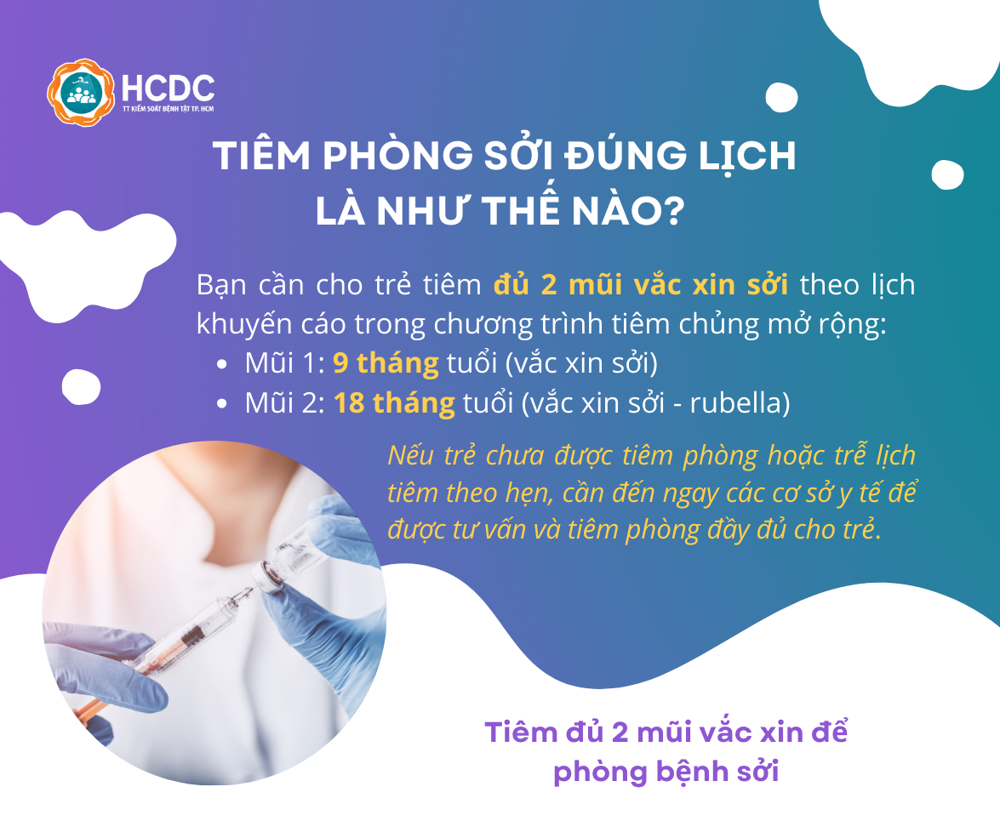 HCDC
TT KIỂM SOÁT BỆNH TẬT TP. HCM
TIÊM PHÒNG SỞI ĐÚNG LỊCH
LÀ NHƯ THẾ NÀO?
Bạn cần cho trẻ tiêm đủ 2 mũi vắc xin sởi theo lịch
khuyến cáo trong chương trình tiêm chủng mở rộng:
• Mũi 1: 9 tháng tuổi (vắc xin sởi)
• Mũi 2: 18 tháng tuổi (vắc xin sởi - rubella)
Nếu trẻ chưa được tiêm phòng hoặc trễ lịch
tiêm theo hẹn, cần đến ngay các cơ sở y tế để
được tư vấn và tiêm phòng đầy đủ cho trẻ.
Tiêm đủ 2 mũi vắc xin để
phòng bệnh sởi